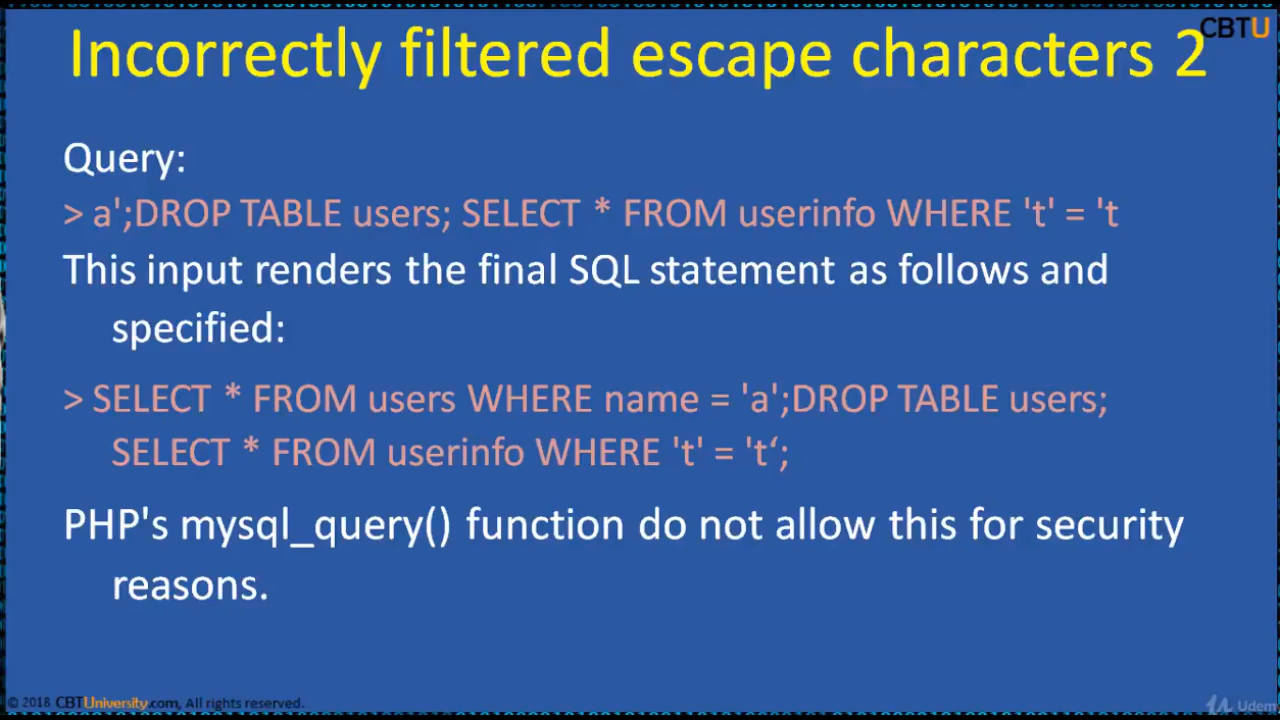 Incorrectly filtered escape characters 2
CBTU
Query:
> a';DROP TABLE users; SELECT * FROM userinfo WHERE 't' = 't
This input renders the final SQL statement as follows and
specified:
> SELECT * FROM users WHERE name = 'a';DROP TABLE users;
SELECT * FROM userinfo WHERE 't' = 't‘;
PHP's mysql_query() function do not allow this for security
reasons.
© 2018 CBTUniversity.com, All rights reserved.